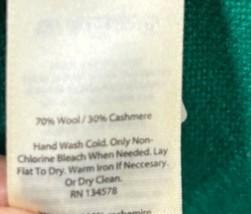 70% Wool / 30% Cashmere
Hand Wash Cold. Only Non-
Chlorine Bleach When Needed. Lay
Flat To Dry. Warm Iron If Neccesary.
Or Dry Clean.
RN 134578
cashemire